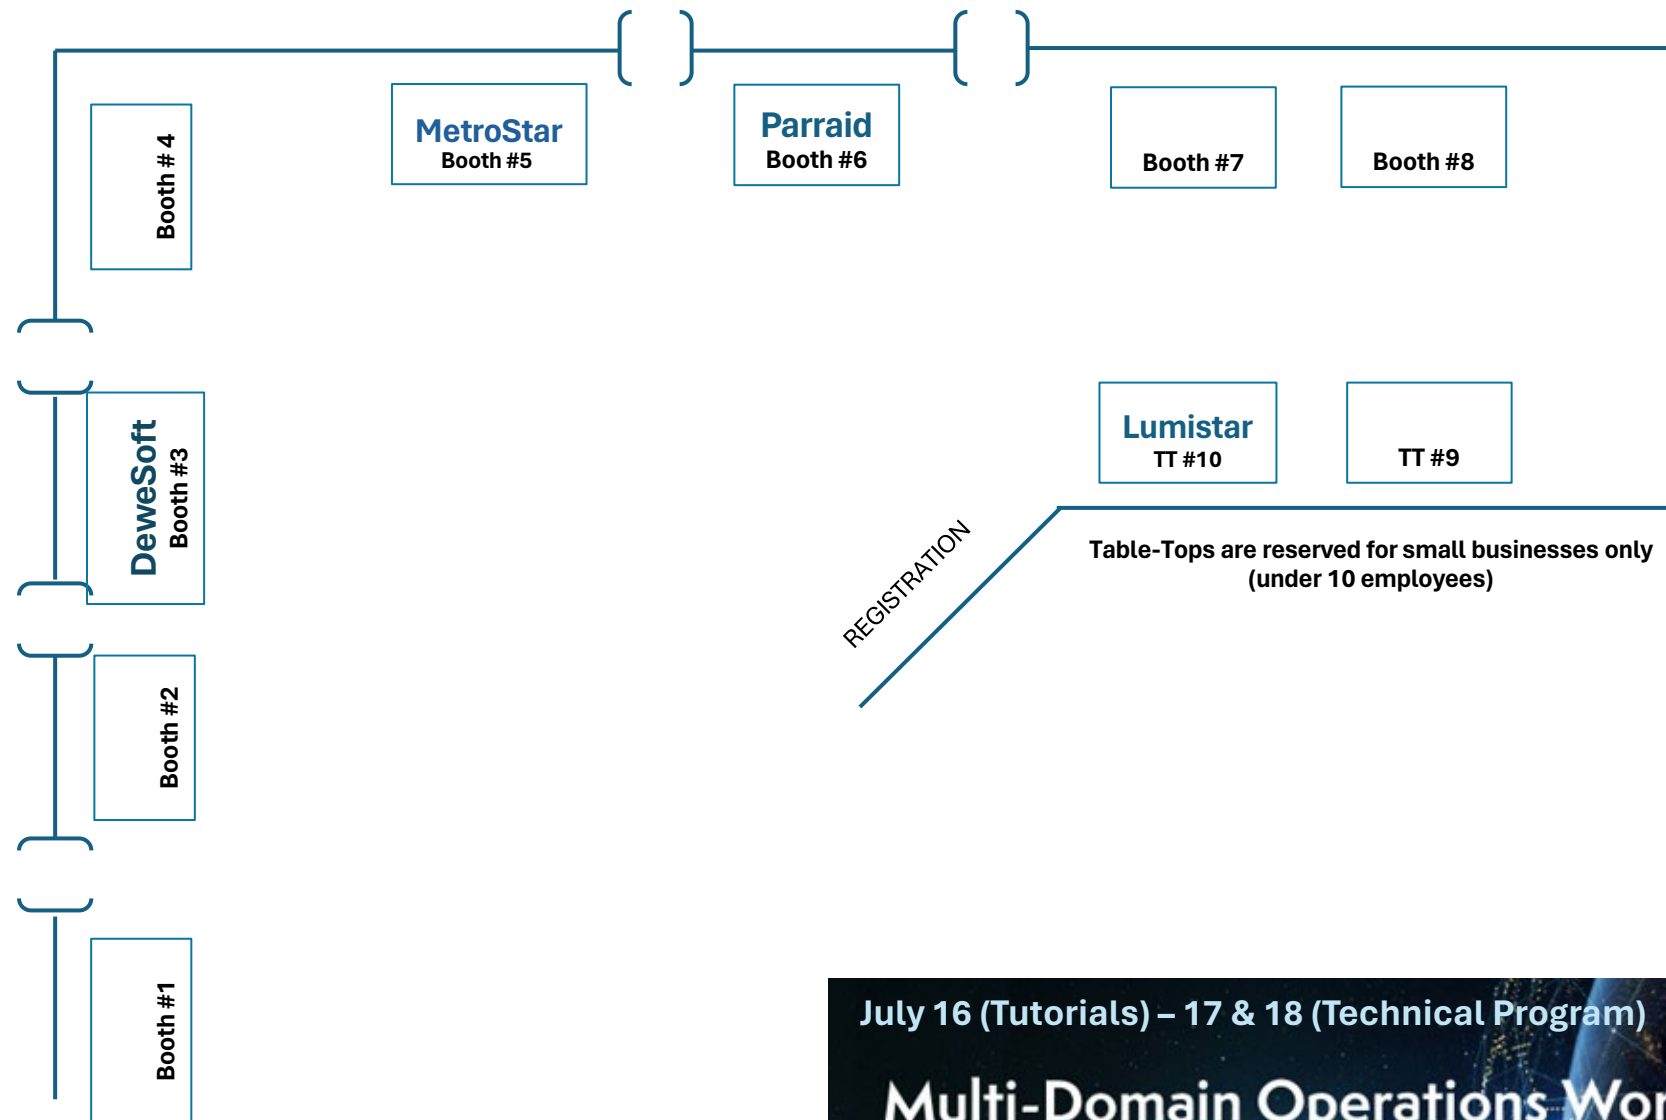 MetroStar
Booth #5
Parraid
Booth #6
Booth #7
Booth #8
Booth # 4
DeweSoft
Booth #3
Lumistar
TT #10
TT #9
REGISTRATION
Table-Tops are reserved for small businesses only
(under 10 employees)
Booth #2
Booth #1
July 16 (Tutorials) – 17 & 18 (Technical Program)
Multi-Domain Operations